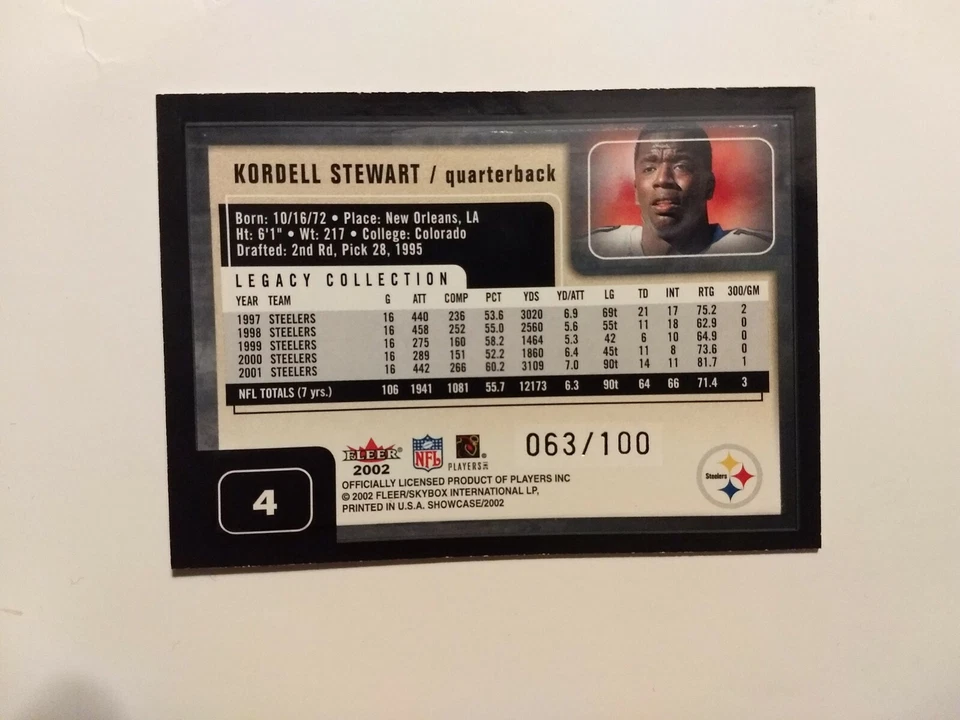 KORDELL STEWART / quarterback
Born: 10/16/72 • Place: New Orleans, LA
Ht: 6'1" • Wt: 217 • College: Colorado
Drafted: 2nd Rd, Pick 28, 1995
LEGACY COLLECTION
YEAR TEAM G ATT COMP PCT YDS YD/ATT LG TD INT RTG 300/GM
1997 STEELERS 16 440 236 53.6 3020 6.9 69t 21 17 75.2 2
1998 STEELERS 16 458 252 55.0 2560 5.6 55t 11 18 62.9 0
1999 STEELERS 16 275 160 58.2 1464 5.3 42 6 10 64.9 0
2000 STEELERS 16 289 151 52.2 1860 6.4 45t 11 8 73.6 0
2001 STEELERS 16 442 266 60.2 3109 7.0 90t 14 11 81.7 1
NFL TOTALS (7 yrs.) 106 1941 1081 55.7 12173 6.3 90t 64 66 71.4 3
FLEER®
2002
NFL
PLAYERS INC
063/100
Steelers
OFFICIALLY LICENSED PRODUCT OF PLAYERS INC
© 2002 FLEER/SKYBOX INTERNATIONAL LP,
PRINTED IN U.S.A. SHOWCASE/2002
4